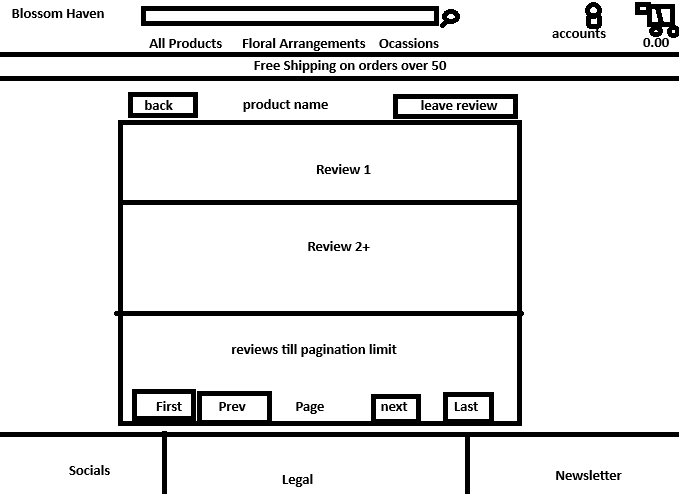 Blossom Haven
accounts
0.00
All Products Floral Arrangements Ocassions
Free Shipping on orders over 50
back product name leave review
Review 1
Review 2+
reviews till pagination limit
First Prev Page next Last
Socials Legal Newsletter